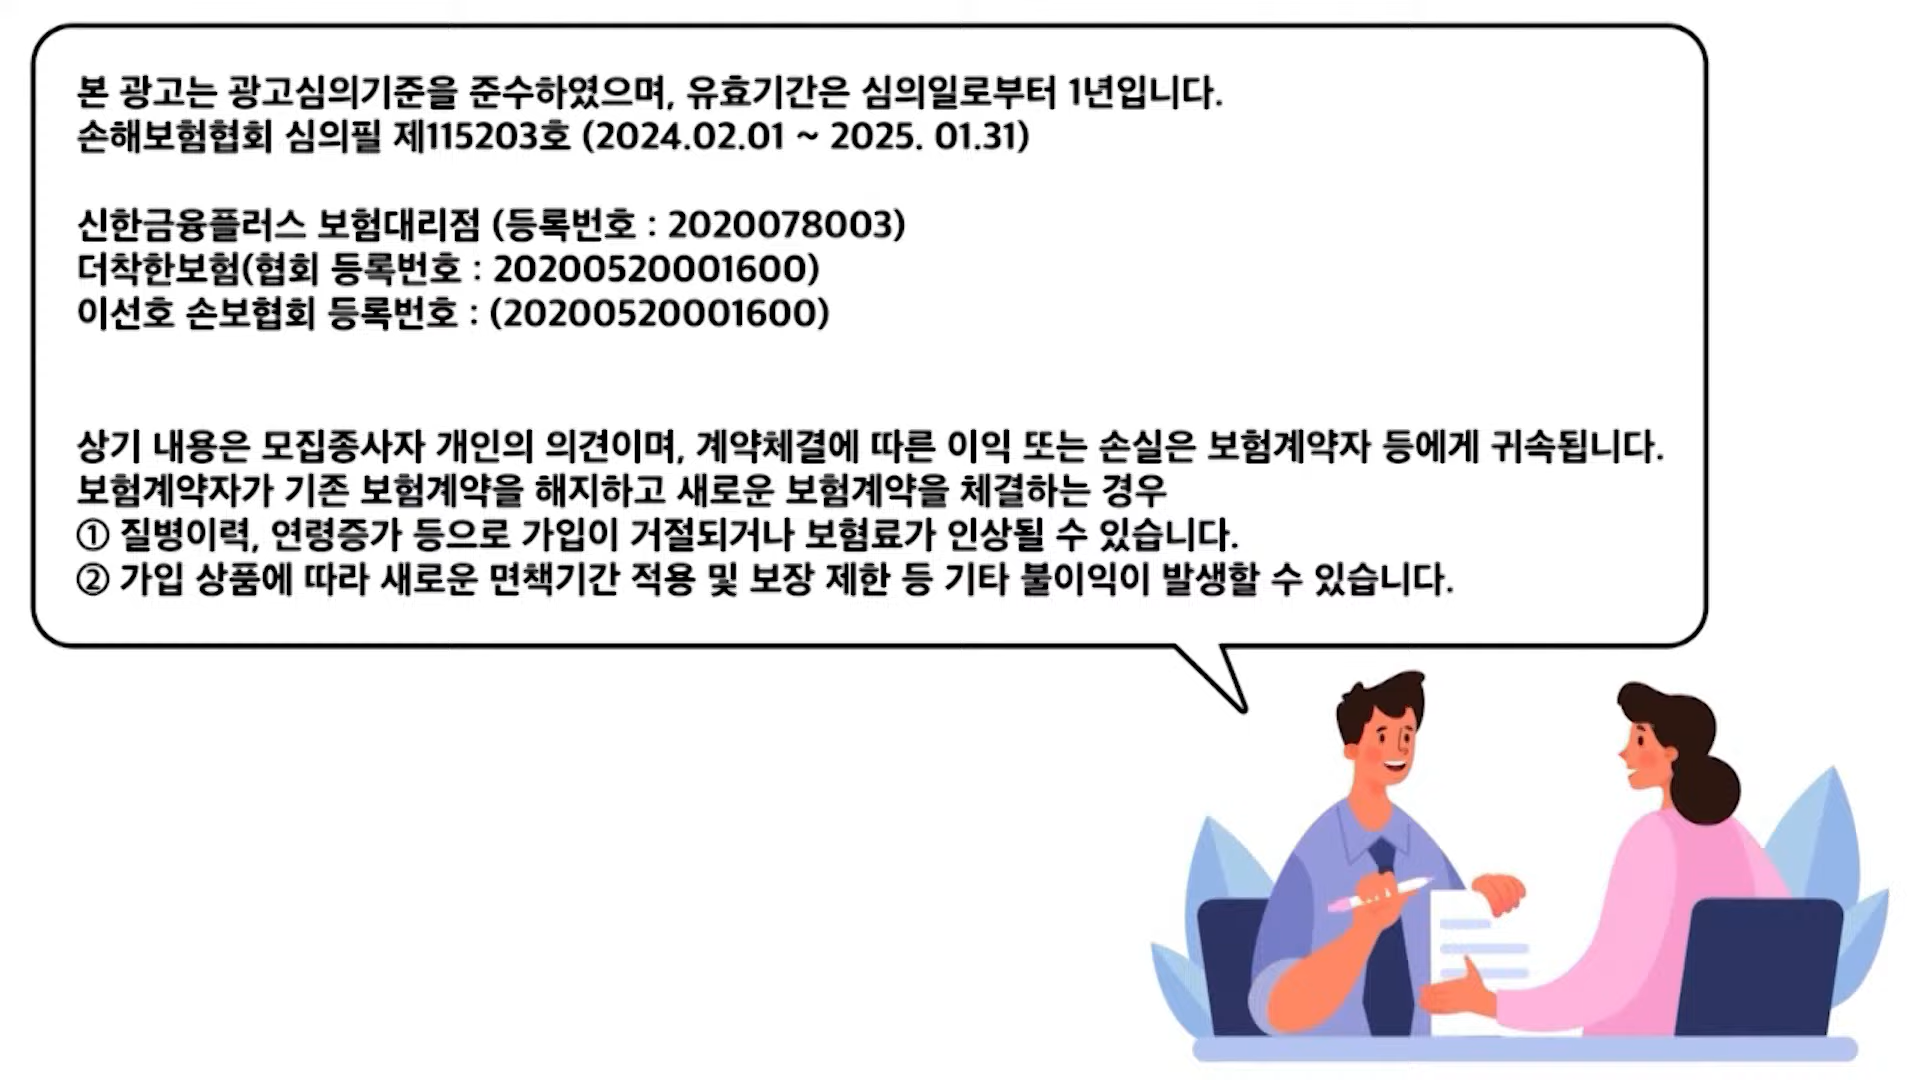 본 광고는 광고심의기준을 준수하였으며, 유효기간은 심의일로부터 1년입니다.
손해보험협회 심의필 제115203호 (2024.02.01 ~ 2025. 01.31)
신한금융플러스 보험대리점 (등록번호 : 2020078003)
더착한보험(협회 등록번호 : 20200520001600)
이선호 손보협회 등록번호 : (20200520001600)
상기 내용은 모집종사자 개인의 의견이며, 계약체결에 따른 이익 또는 손실은 보험계약자 등에게 귀속됩니다.
보험계약자가 기존 보험계약을 해지하고 새로운 보험계약을 체결하는 경우
① 질병이력, 연령증가 등으로 가입이 거절되거나 보험료가 인상될 수 있습니다.
② 가입 상품에 따라 새로운 면책기간 적용 및 보장 제한 등 기타 불이익이 발생할 수 있습니다.